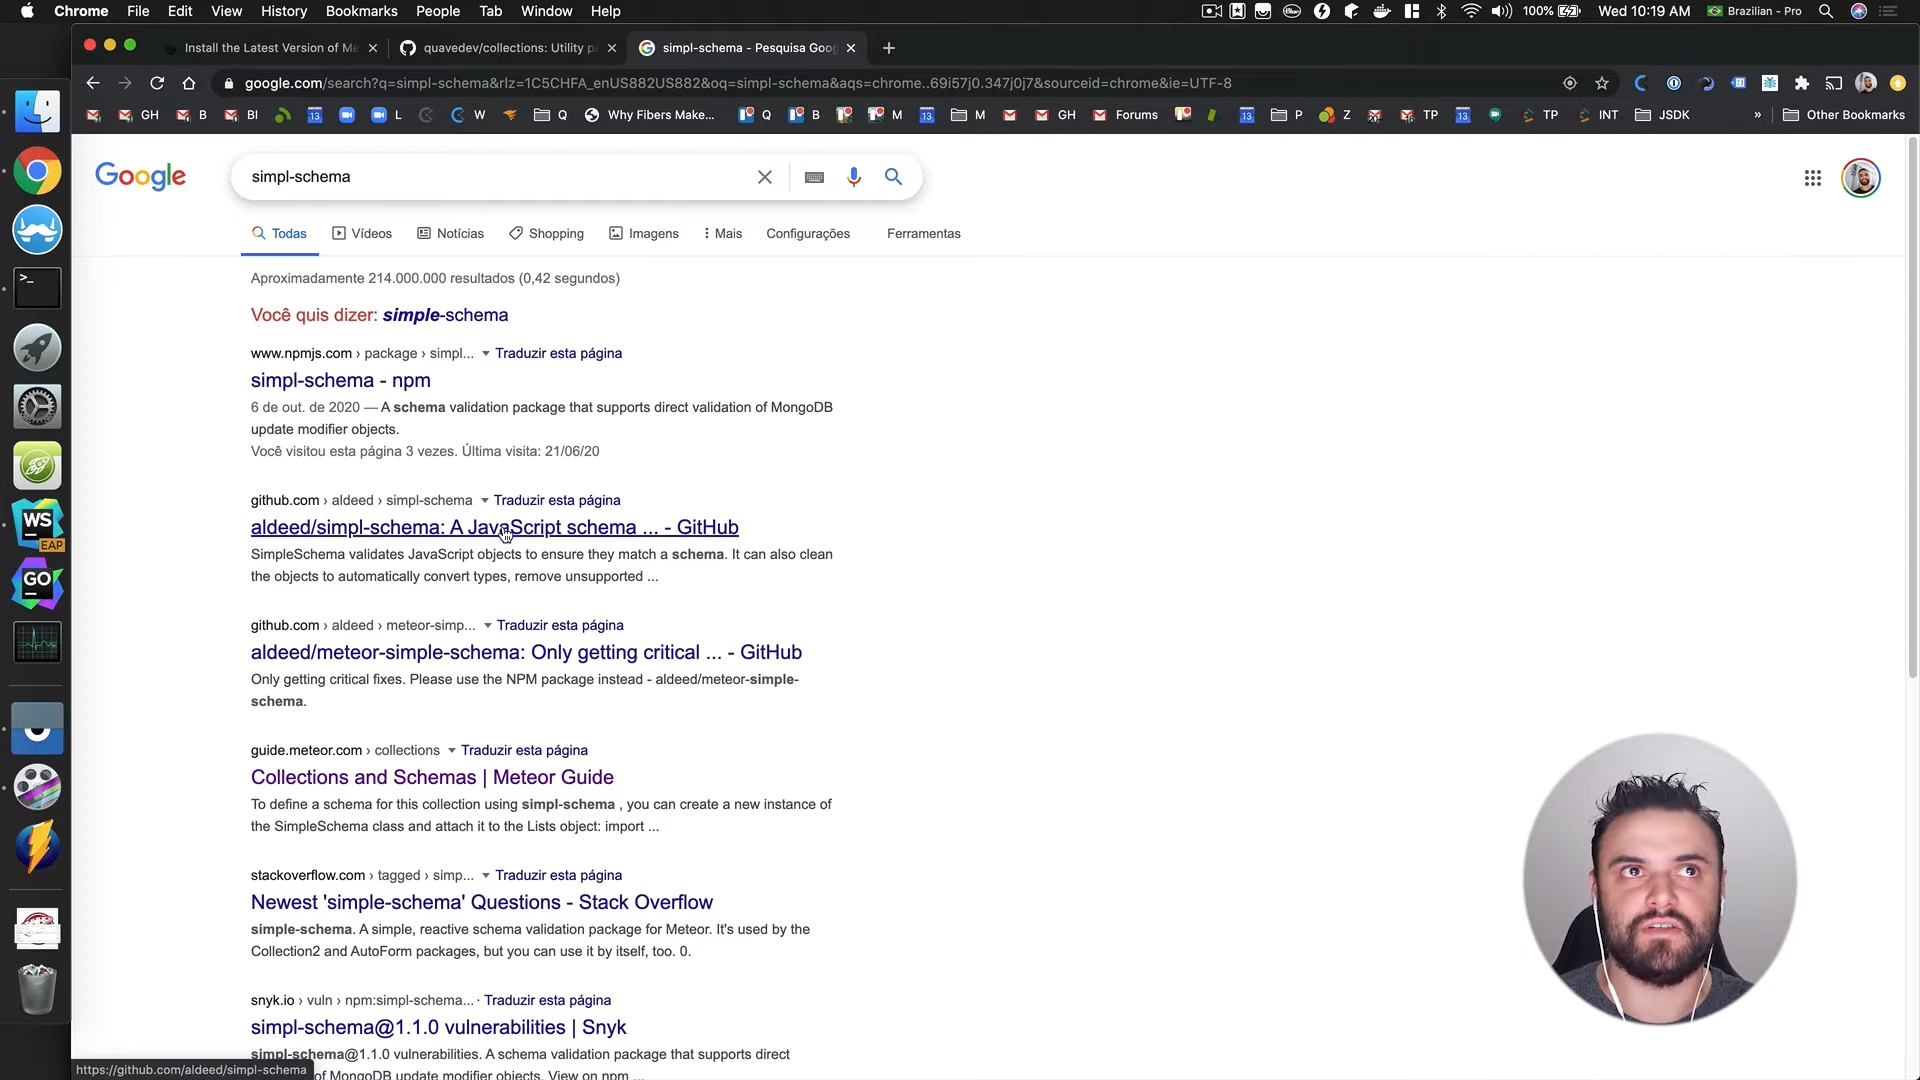 Chrome File Edit View History Bookmarks People Tab Window Help
100% Wed 10:19 AM Brazilian - Pro
Install the Latest Version of Me
quavedev/collections: Utility p
simpl-schema - Pesquisa Goog
google.com/search?q=simpl-schema&rlz=1C5CHFA_enUS882US882&oq=simpl-schema&aqs=chrome..69i57j0.347j0j7&sourceid=chrome&ie=UTF-8
GH B BI L W Q Why Fibers Make... Q B M M GH Forums TP P Z TP INT JSDK » Other Bookmarks
Google
simpl-schema
Todas Vídeos Notícias Shopping Imagens Mais Configurações Ferramentas
Aproximadamente 214.000.000 resultados (0,42 segundos)
Você quis dizer: simple-schema
www.npmjs.com › package › simpl... Traduzir esta página
simpl-schema - npm
6 de out. de 2020 — A schema validation package that supports direct validation of MongoDB
update modifier objects.
Você visitou esta página 3 vezes. Última visita: 21/06/20
github.com › aldeed › simpl-schema Traduzir esta página
aldeed/simpl-schema: A JavaScript schema ... - GitHub
SimpleSchema validates JavaScript objects to ensure they match a schema. It can also clean
the objects to automatically convert types, remove unsupported ...
github.com › aldeed › meteor-simp... Traduzir esta página
aldeed/meteor-simple-schema: Only getting critical ... - GitHub
Only getting critical fixes. Please use the NPM package instead - aldeed/meteor-simple-
schema.
guide.meteor.com › collections Traduzir esta página
Collections and Schemas | Meteor Guide
To define a schema for this collection using simpl-schema , you can create a new instance of
the SimpleSchema class and attach it to the Lists object: import ...
stackoverflow.com › tagged › simp... Traduzir esta página
Newest 'simple-schema' Questions - Stack Overflow
simple-schema. A simple, reactive schema validation package for Meteor. It's used by the
Collection2 and AutoForm packages, but you can use it by itself, too. 0.
snyk.io › vuln › npm:simpl-schema... · Traduzir esta página
simpl-schema@1.1.0 vulnerabilities | Snyk
simpl-schema@1.1.0 vulnerabilities. A schema validation package that supports direct
of MongoDB update modifier objects. View on npm ...
https://github.com/aldeed/simpl-schema
WS
EAP
GO